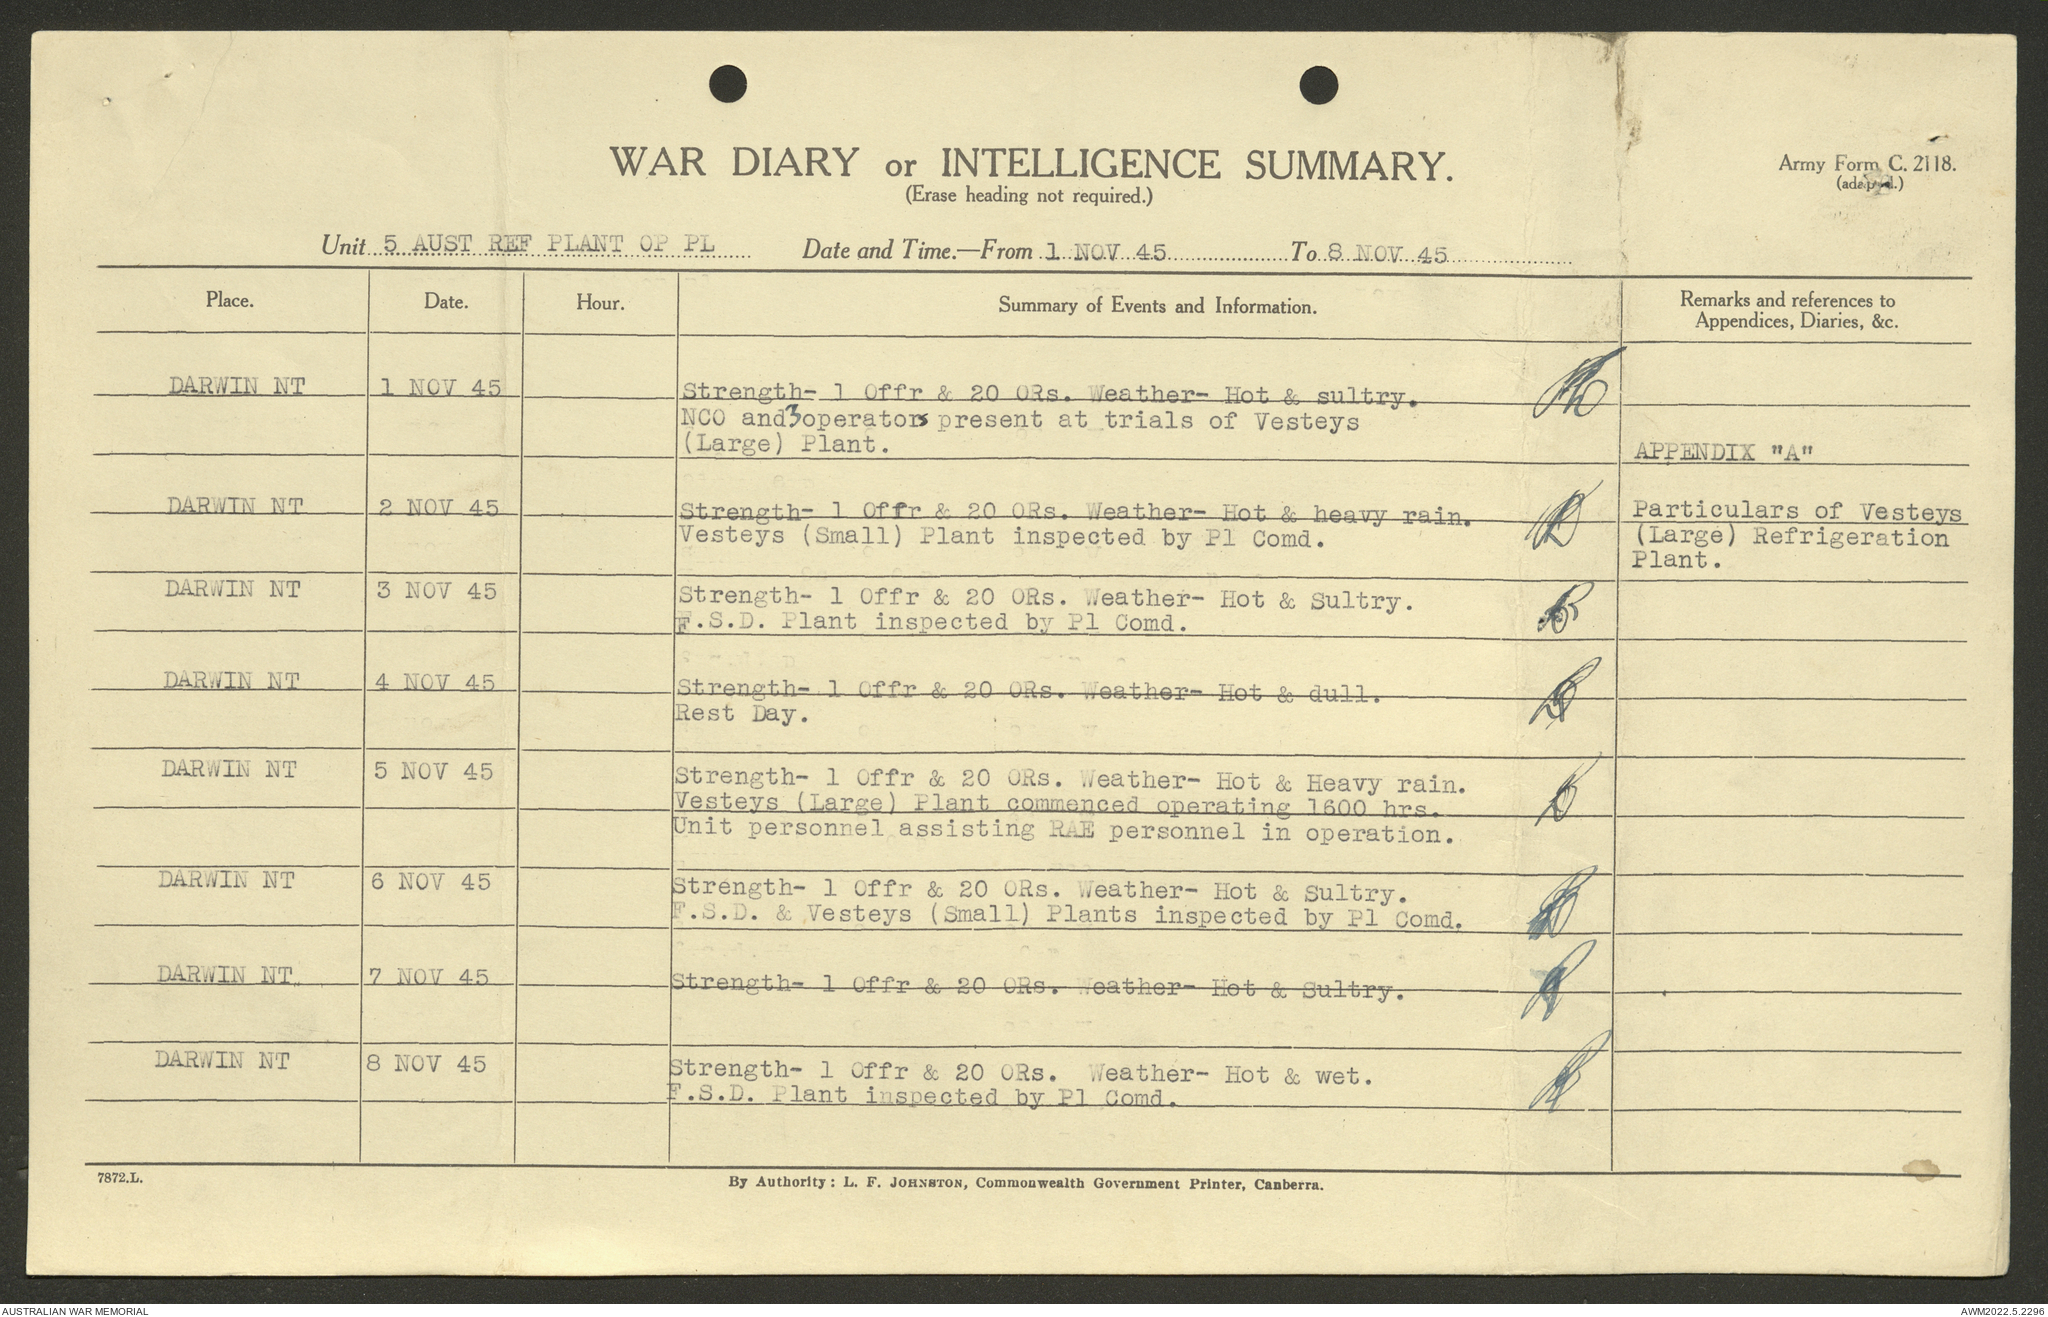 WAR DIARY or INTELLIGENCE SUMMARY.
(Erase heading not required.)
Army Form C. 2118.
(adapted.)
Unit 5 AUST REF PLANT OP PL Date and Time.—From 1 NOV 45 To 8 NOV 45
Place. Date. Hour. Summary of Events and Information. Remarks and references to
Appendices, Diaries, &c.
DARWIN NT 1 NOV 45 Strength- 1 Offr & 20 ORs. Weather- Hot & sultry.
NCO and 3 operators present at trials of Vesteys
(Large) Plant.
APPENDIX "A"
DARWIN NT 2 NOV 45 Strength- 1 Offr & 20 ORs. Weather- Hot & heavy rain.
Vesteys (Small) Plant inspected by Pl Comd.
Particulars of Vesteys
(Large) Refrigeration
Plant.
DARWIN NT 3 NOV 45 Strength- 1 Offr & 20 ORs. Weather- Hot & Sultry.
F.S.D. Plant inspected by Pl Comd.
DARWIN NT 4 NOV 45 Strength- 1 Offr & 20 ORs. Weather- Hot & dull.
Rest Day.
DARWIN NT 5 NOV 45 Strength- 1 Offr & 20 ORs. Weather- Hot & Heavy rain.
Vesteys (Large) Plant commenced operating 1600 hrs.
Unit personnel assisting RAE personnel in operation.
DARWIN NT 6 NOV 45 Strength- 1 Offr & 20 ORs. Weather- Hot & Sultry.
F.S.D. & Vesteys (Small) Plants inspected by Pl Comd.
DARWIN NT. 7 NOV 45 Strength- 1 Offr & 20 ORs. Weather- Hot & Sultry.
DARWIN NT 8 NOV 45 Strength- 1 Offr & 20 ORs. Weather- Hot & wet.
F.S.D. Plant inspected by Pl Comd.
7872.L.
By Authority: L. F. JOHNSTON, Commonwealth Government Printer, Canberra.
AUSTRALIAN WAR MEMORIAL
AWM2022.5.2296